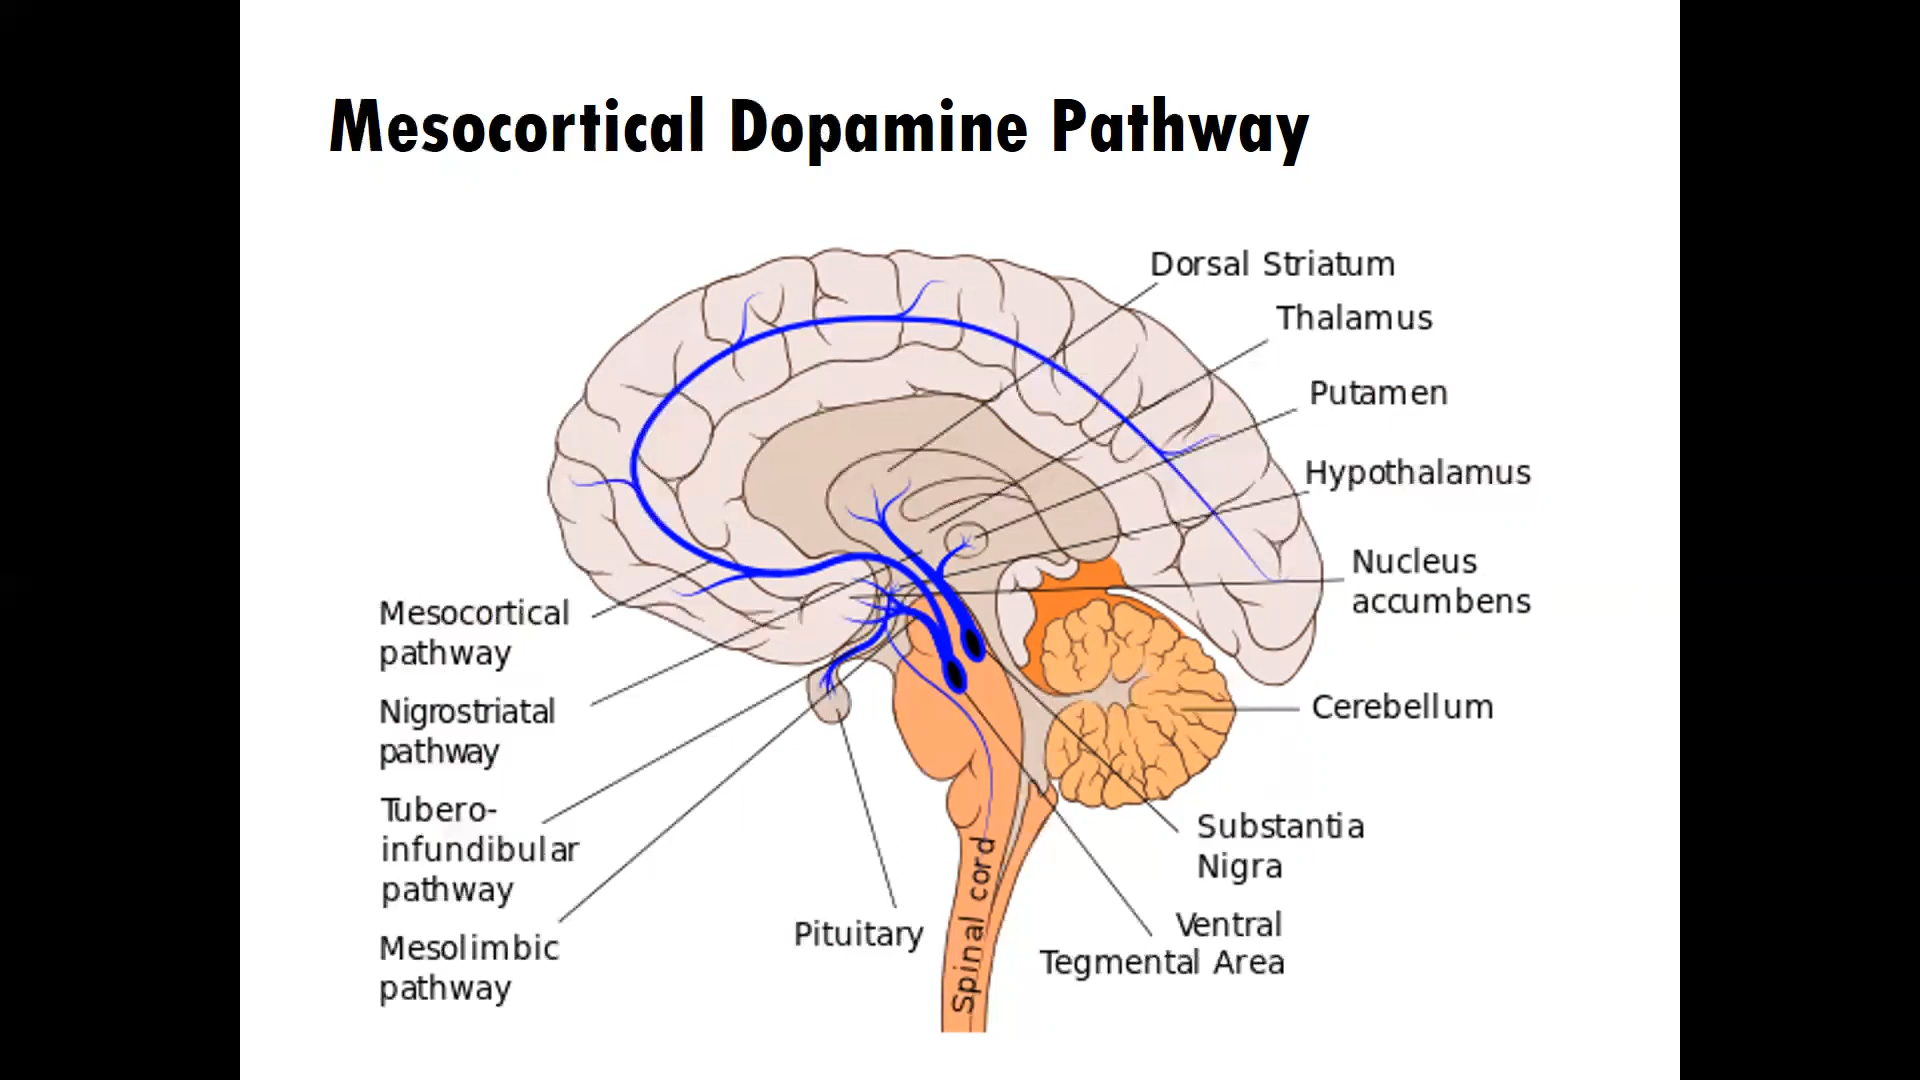 Mesocortical Dopamine Pathway
Dorsal Striatum
Thalamus
Putamen
Hypothalamus
Nucleus
accumbens
Mesocortical
pathway
Nigrostriatal
pathway
Cerebellum
Tubero-
infundibular
pathway
Substantia
Nigra
Mesolimbic
pathway
Pituitary
Spinal cord
Ventral
Tegmental Area